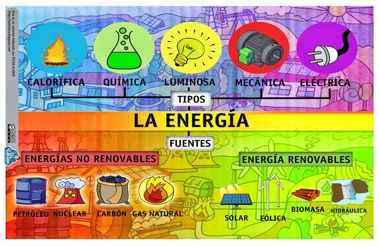 CALORÍFICA QUÍMICA LUMINOSA MECÁNICA ELÉCTRICA
TIPOS
LA ENERGÍA
FUENTES
ENERGÍAS NO RENOVABLES
ENERGÍA RENOVABLES
PETRÓLEO NUCLEAR CARBÓN GAS NATURAL
SOLAR EÓLICA BIOMASA HIDRÁULICA